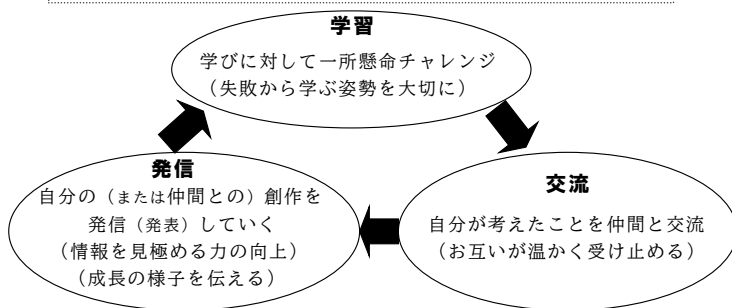 学習
学びに対して一所懸命チャレンジ
（失敗から学ぶ姿勢を大切に）
発信
自分の（または仲間との）創作を
発信（発表）していく
（情報を見極める力の向上）
（成長の様子を伝える）
交流
自分が考えたことを仲間と交流
（お互いが温かく受け止める）